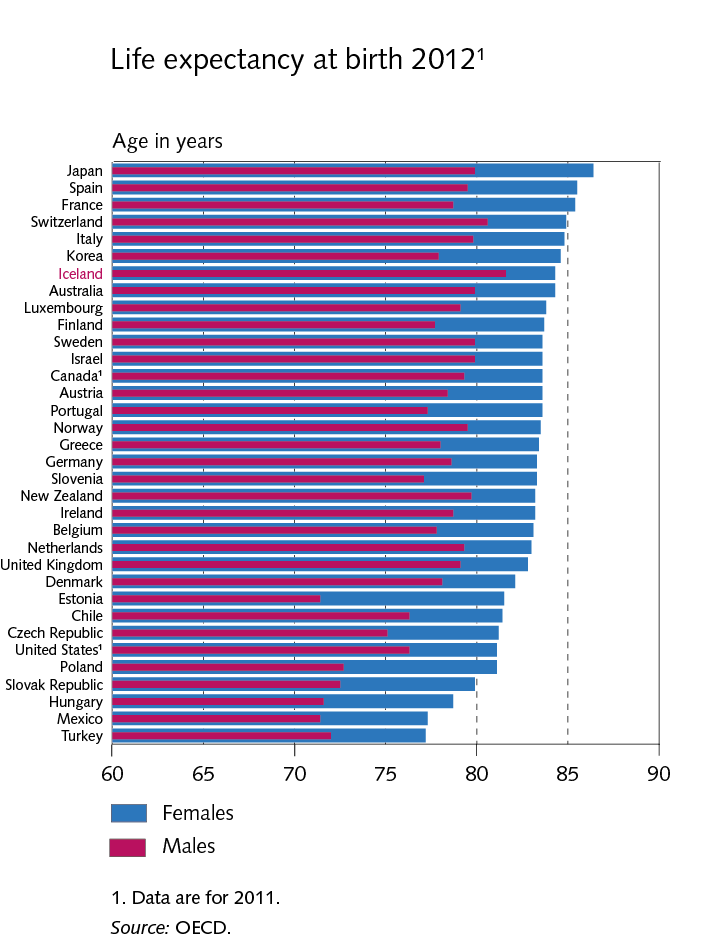 Life expectancy at birth 2012¹
Age in years
Japan
Spain
France
Switzerland
Italy
Korea
Iceland
Australia
Luxembourg
Finland
Sweden
Israel
Canada¹
Austria
Portugal
Norway
Greece
Germany
Slovenia
New Zealand
Ireland
Belgium
Netherlands
United Kingdom
Denmark
Estonia
Chile
Czech Republic
United States¹
Poland
Slovak Republic
Hungary
Mexico
Turkey
60 65 70 75 80 85 90
Females
Males
1. Data are for 2011.
Source: OECD.